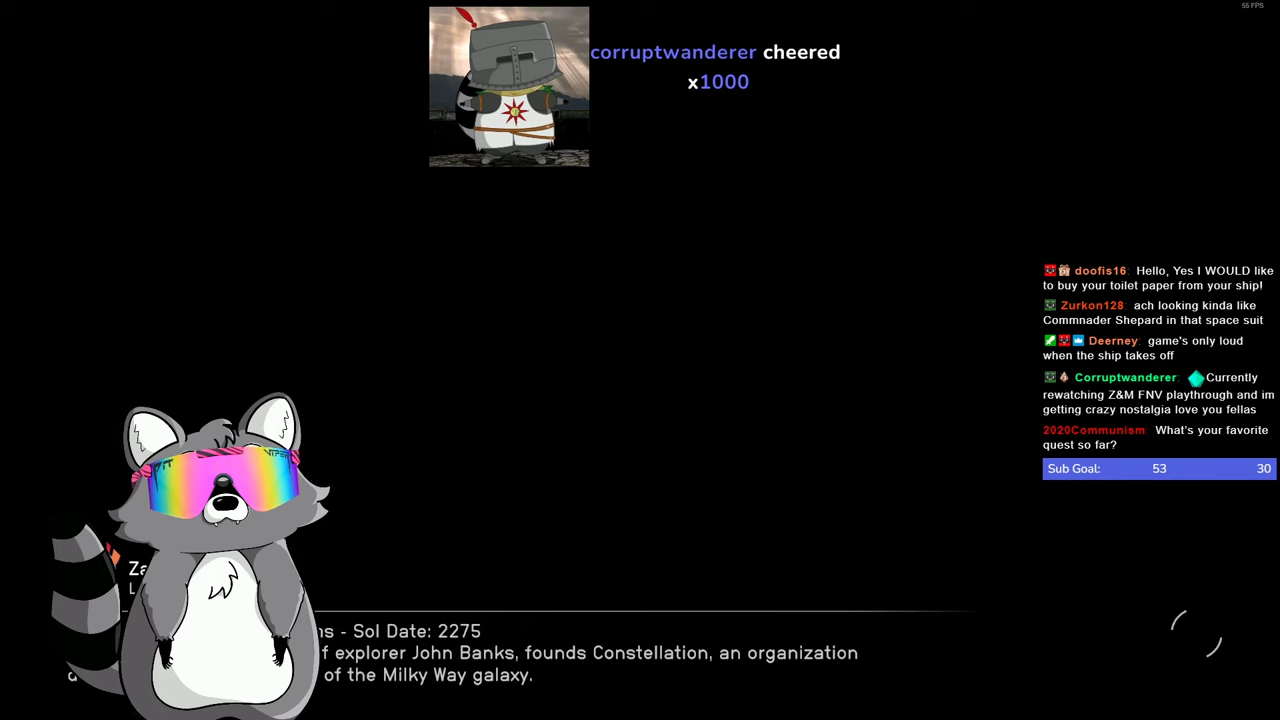 55 FPS
corruptwanderer cheered
x1000
doofis16: Hello, Yes I WOULD like
to buy your toilet paper from your ship!
Zurkon128: ach looking kinda like
Commnader Shepard in that space suit
Deerney: game's only loud
when the ship takes off
Corruptwanderer: Currently
rewatching Z&M FNV playthrough and im
getting crazy nostalgia love you fellas
2020Communism: What's your favorite
quest so far?
Sub Goal: 53 30
PIT VIPER
- Sol Date: 2275
explorer John Banks, founds Constellation, an organization
of the Milky Way galaxy.